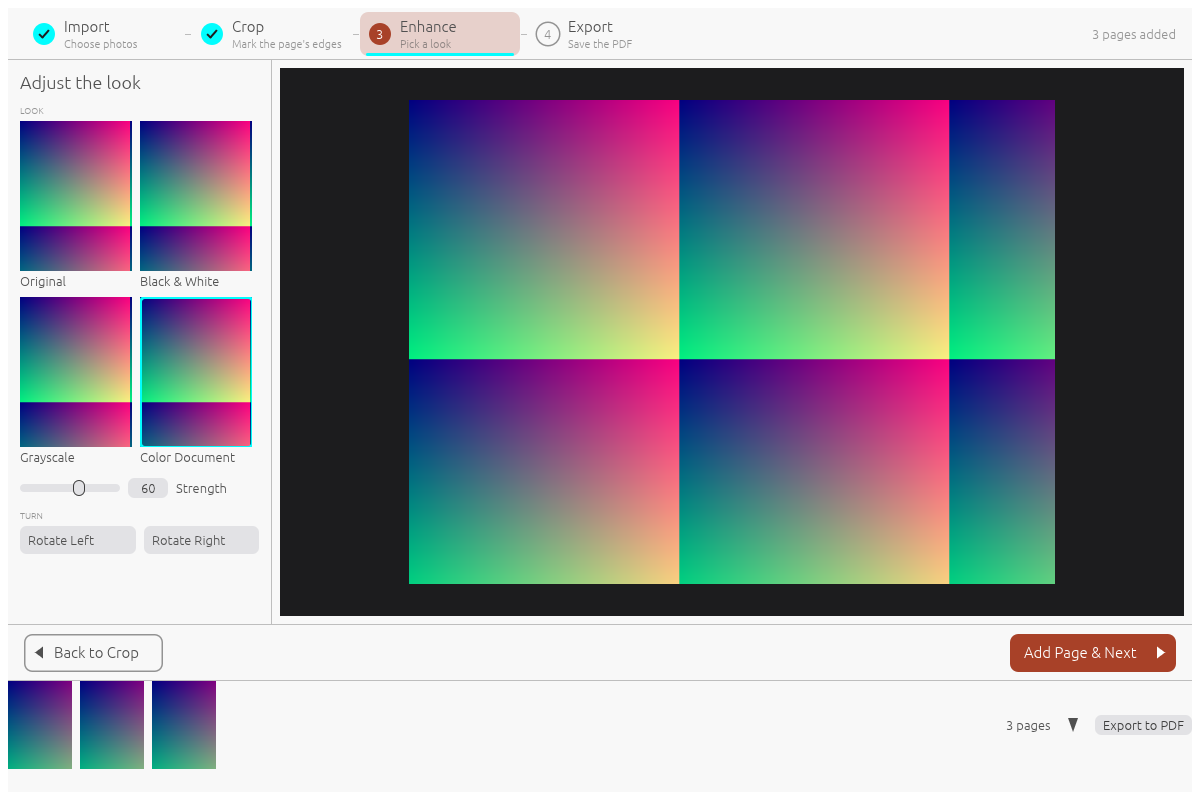 Import
Choose photos
Crop
Mark the page's edges
3
Enhance
Pick a look
4
Export
Save the PDF
3 pages added
Adjust the look
LOOK
Original
Black & White
Grayscale
Color Document
60
Strength
TURN
Rotate Left
Rotate Right
Back to Crop
Add Page & Next
3 pages
Export to PDF